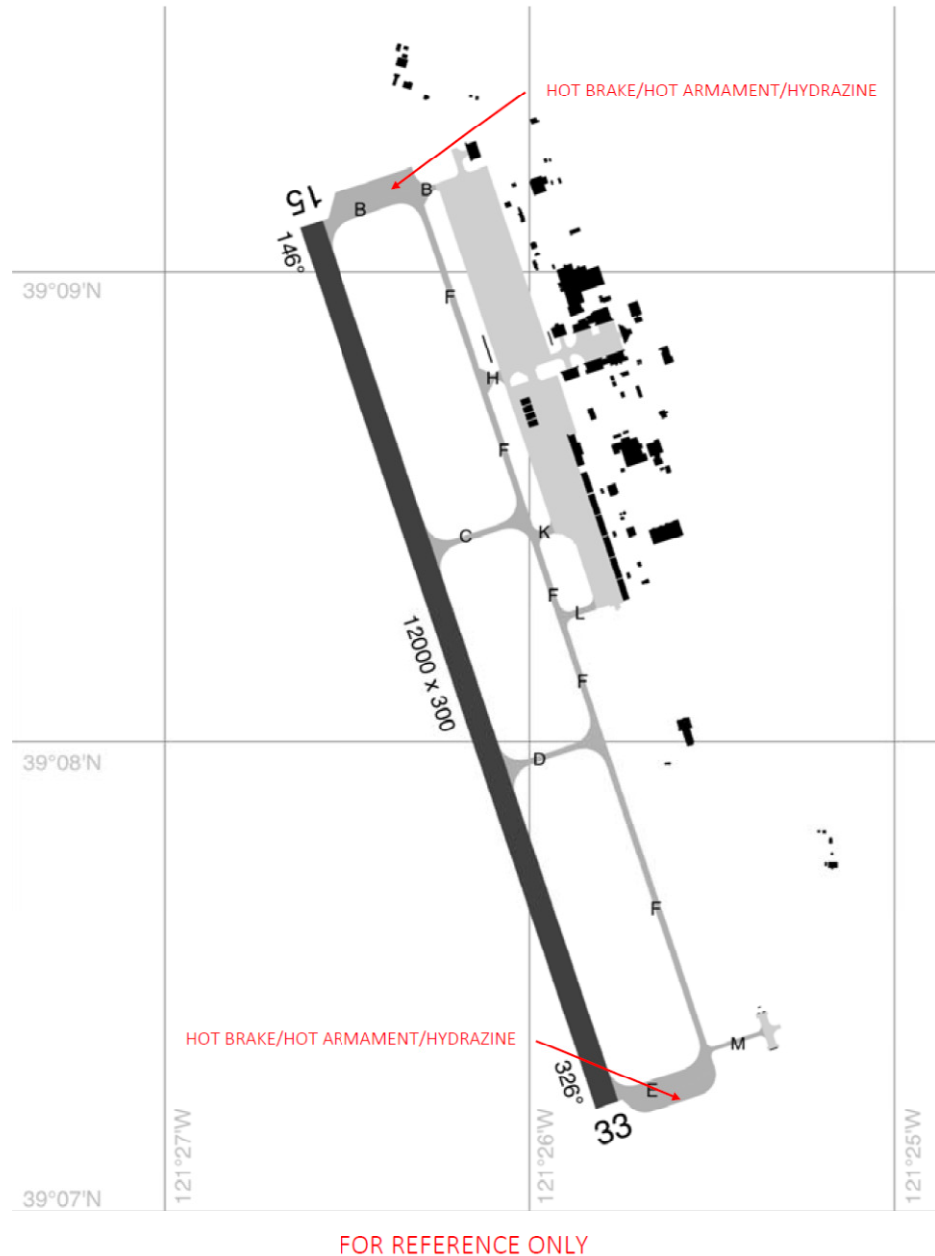 HOT BRAKE/HOT ARMAMENT/HYDRAZINE
15
B
B
146°
39°09'N
F
H
F
C
K
F
L
12000 x 300
F
39°08'N
D
F
HOT BRAKE/HOT ARMAMENT/HYDRAZINE
M
326°
E
33
121°27'W
121°26'W
121°25'W
39°07'N
FOR REFERENCE ONLY